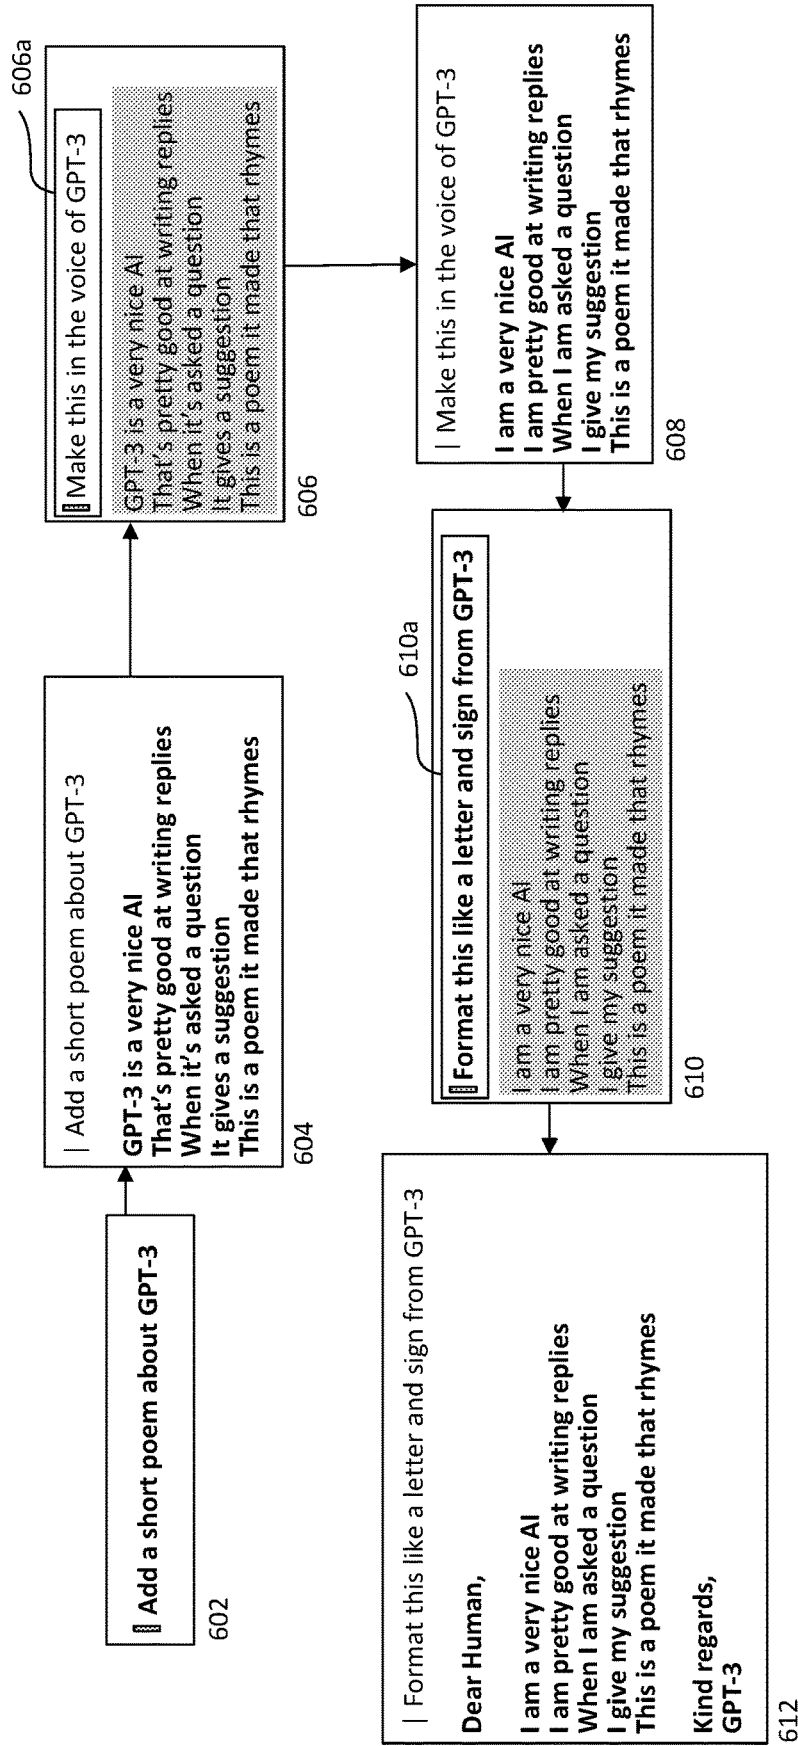 Add a short poem about GPT-3
602
| Add a short poem about GPT-3
GPT-3 is a very nice AI
That's pretty good at writing replies
When it's asked a question
It gives a suggestion
This is a poem it made that rhymes
604
606a
Make this in the voice of GPT-3
GPT-3 is a very nice AI
That's pretty good at writing replies
When it's asked a question
It gives a suggestion
This is a poem it made that rhymes
606
| Make this in the voice of GPT-3
I am a very nice AI
I am pretty good at writing replies
When I am asked a question
I give my suggestion
This is a poem it made that rhymes
608
610a
Format this like a letter and sign from GPT-3
I am a very nice AI
I am pretty good at writing replies
When I am asked a question
I give my suggestion
This is a poem it made that rhymes
610
| Format this like a letter and sign from GPT-3
Dear Human,
I am a very nice AI
I am pretty good at writing replies
When I am asked a question
I give my suggestion
This is a poem it made that rhymes
Kind regards,
GPT-3
612